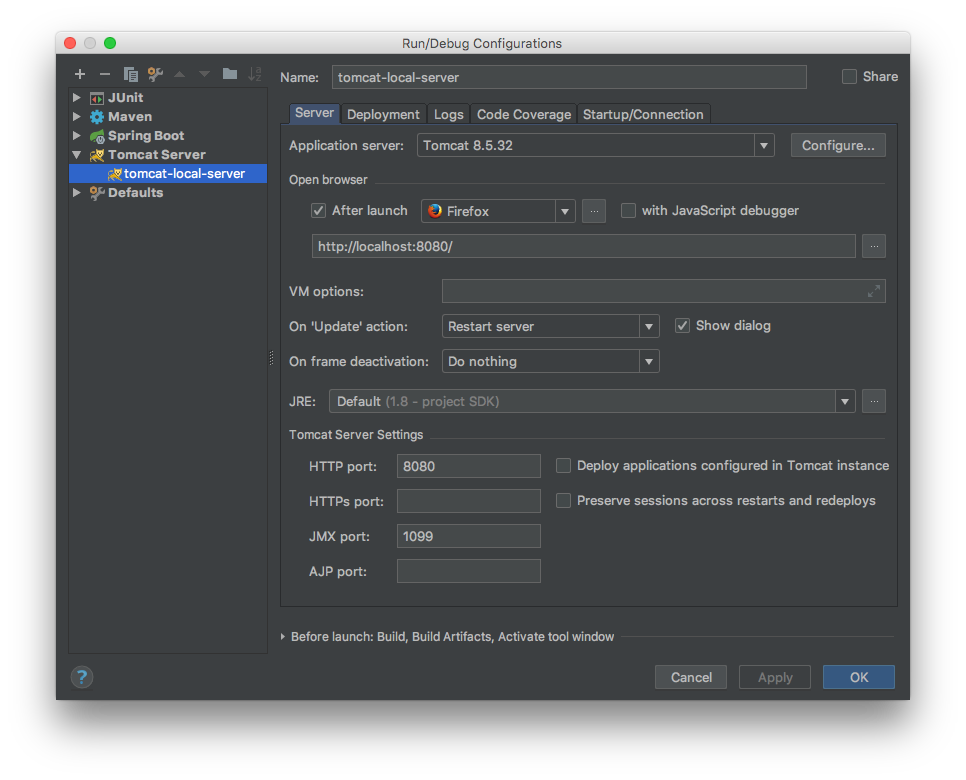 Run/Debug Configurations
Name: tomcat-local-server Share
JUnit
Maven
Spring Boot
Tomcat Server
tomcat-local-server
Defaults
Server Deployment Logs Code Coverage Startup/Connection
Application server: Tomcat 8.5.32 Configure...
Open browser
After launch Firefox ... with JavaScript debugger
http://localhost:8080/ ...
VM options:
On 'Update' action: Restart server Show dialog
On frame deactivation: Do nothing
JRE: Default (1.8 - project SDK) ...
Tomcat Server Settings
HTTP port: 8080 Deploy applications configured in Tomcat instance
HTTPs port: Preserve sessions across restarts and redeploys
JMX port: 1099
AJP port:
Before launch: Build, Build Artifacts, Activate tool window
? Cancel Apply OK